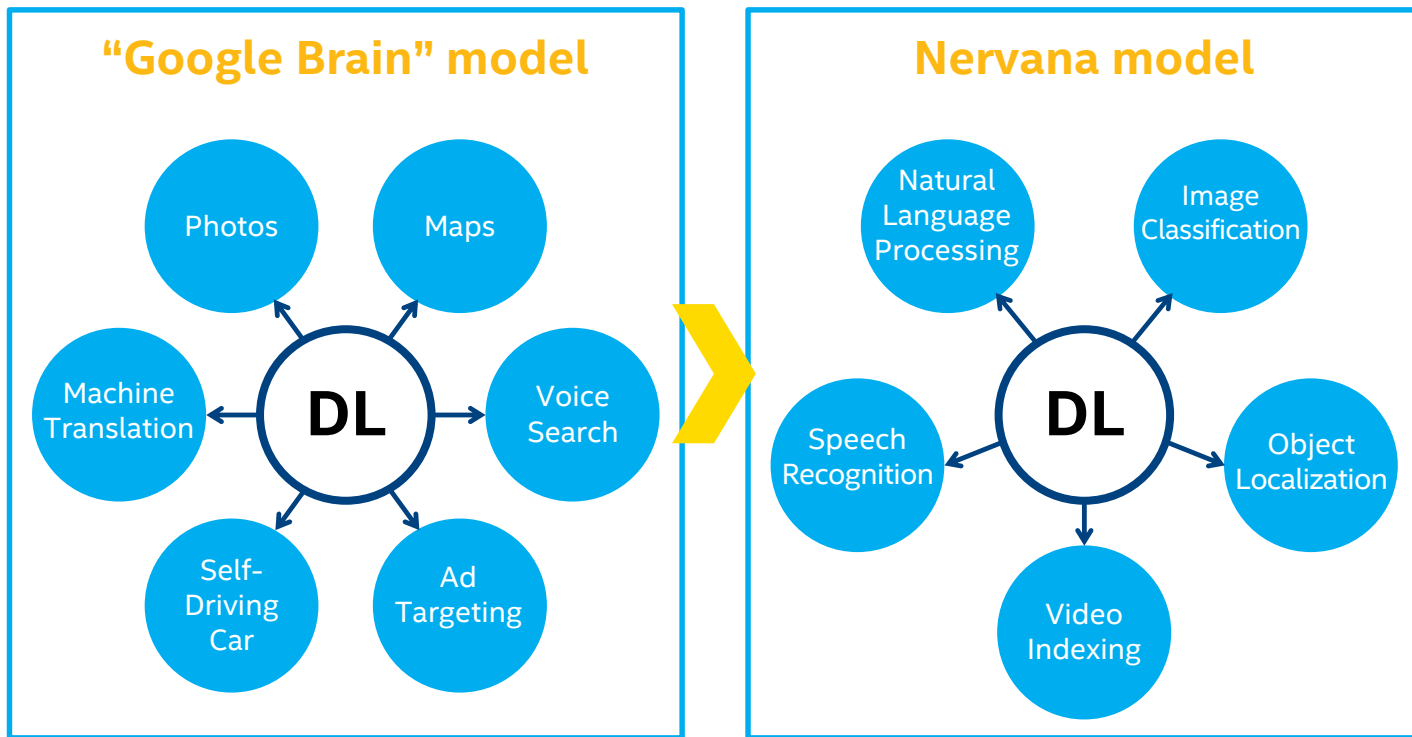 “Google Brain” model
Photos
Maps
Machine
Translation
DL
Voice
Search
Self-
Driving
Car
Ad
Targeting
Nervana model
Natural
Language
Processing
Image
Classification
Speech
Recognition
DL
Object
Localization
Video
Indexing